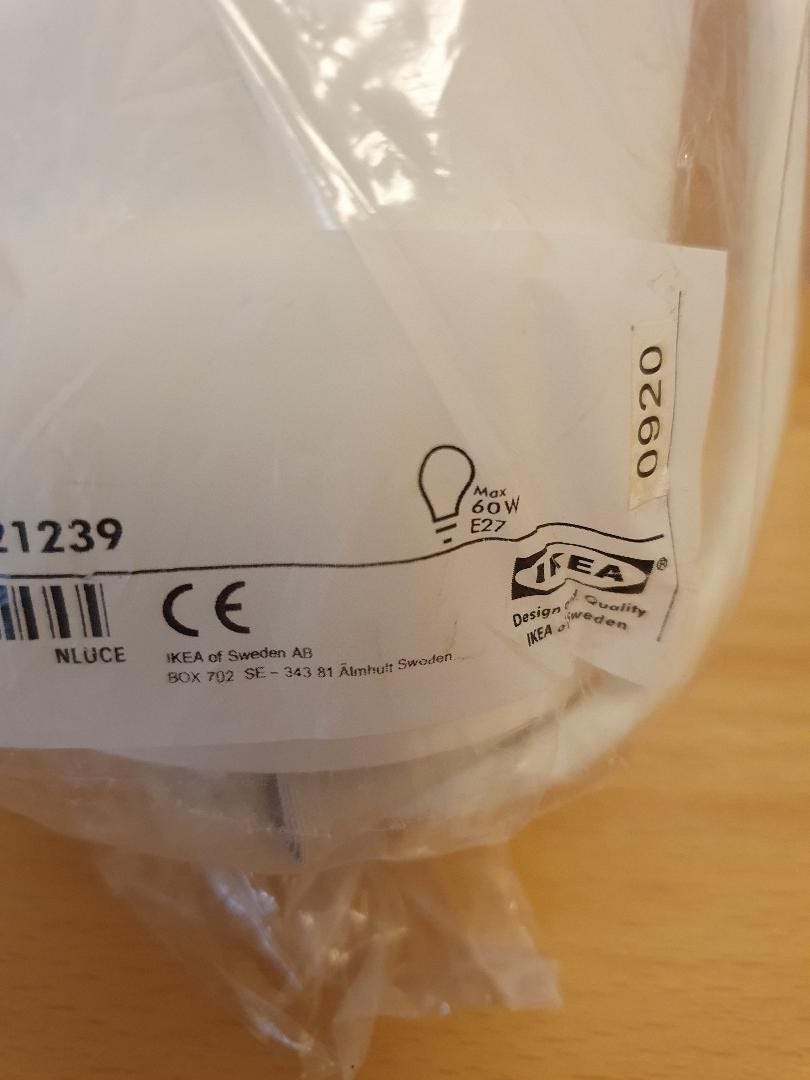 0920
Max
60W
E27
21239
IKEA®
Design and Quality
IKEA of Sweden
CE
NLUCE
IKEA of Sweden AB
BOX 702 SE - 343 81 Älmhult Sweden